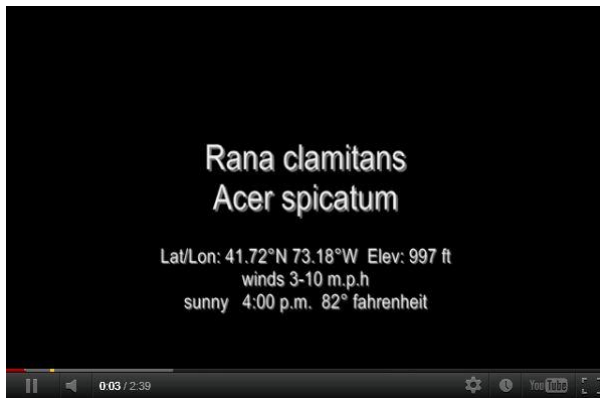 Rana clamitans
Acer spicatum
Lat/Lon: 41.72°N 73.18°W Elev: 997 ft
winds 3-10 m.p.h
sunny 4:00 p.m. 82° fahrenheit
0:03 / 2:39 YouTube